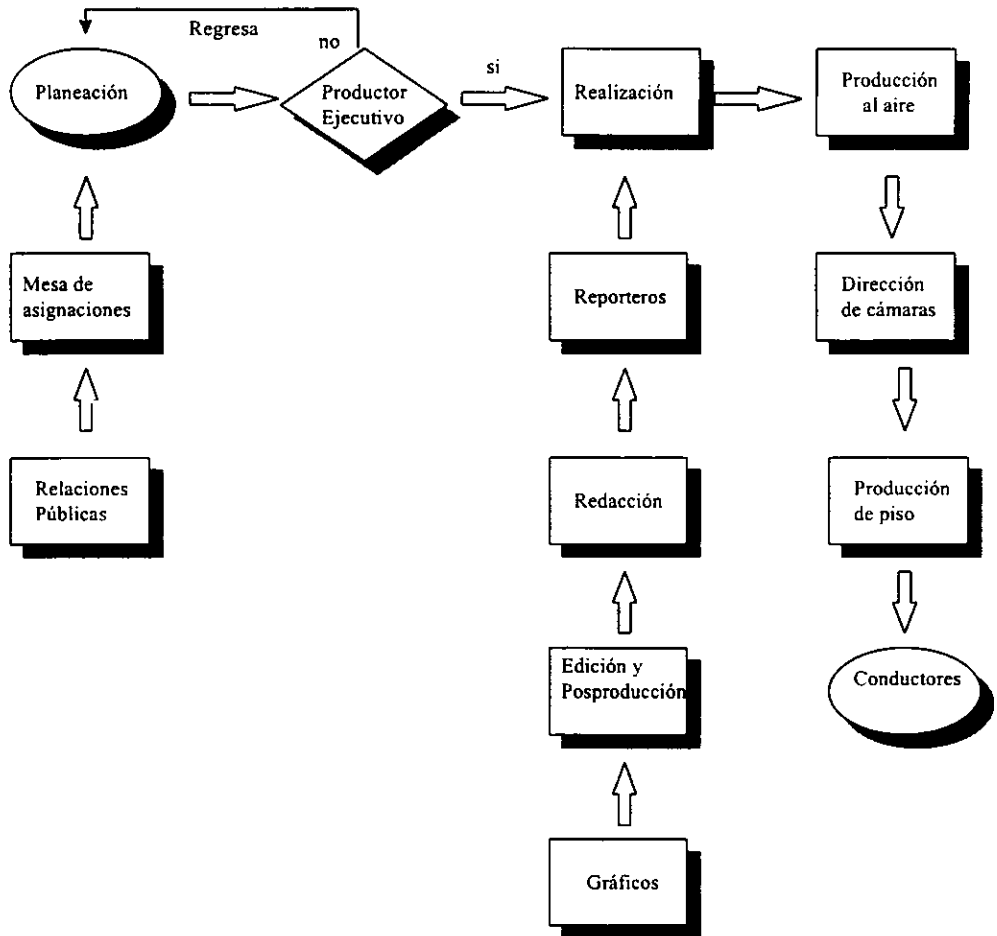 Regresa
no
si
Planeación
Productor
Ejecutivo
Realización
Producción
al aire
Mesa de
asignaciones
Reporteros
Dirección
de cámaras
Relaciones
Públicas
Redacción
Producción
de piso
Edición y
Posproducción
Conductores
Gráficos